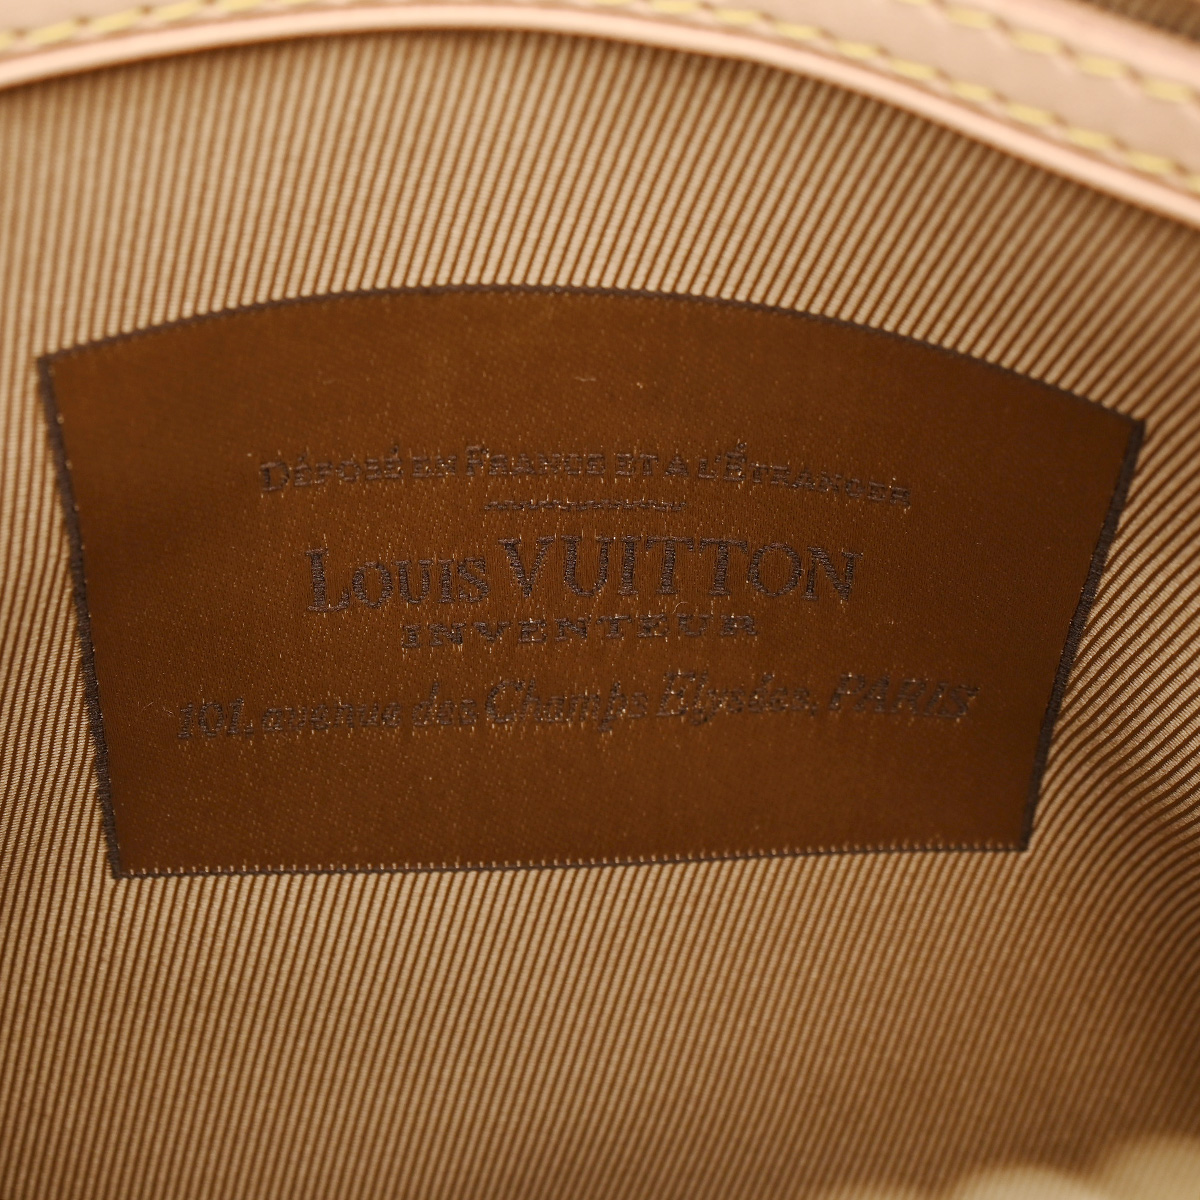 DÉPOSÉ EN FRANCE ET A L'ÉTRANGER
LOUIS VUITTON
INVENTEUR
101, avenue des Champs Elysées, PARIS